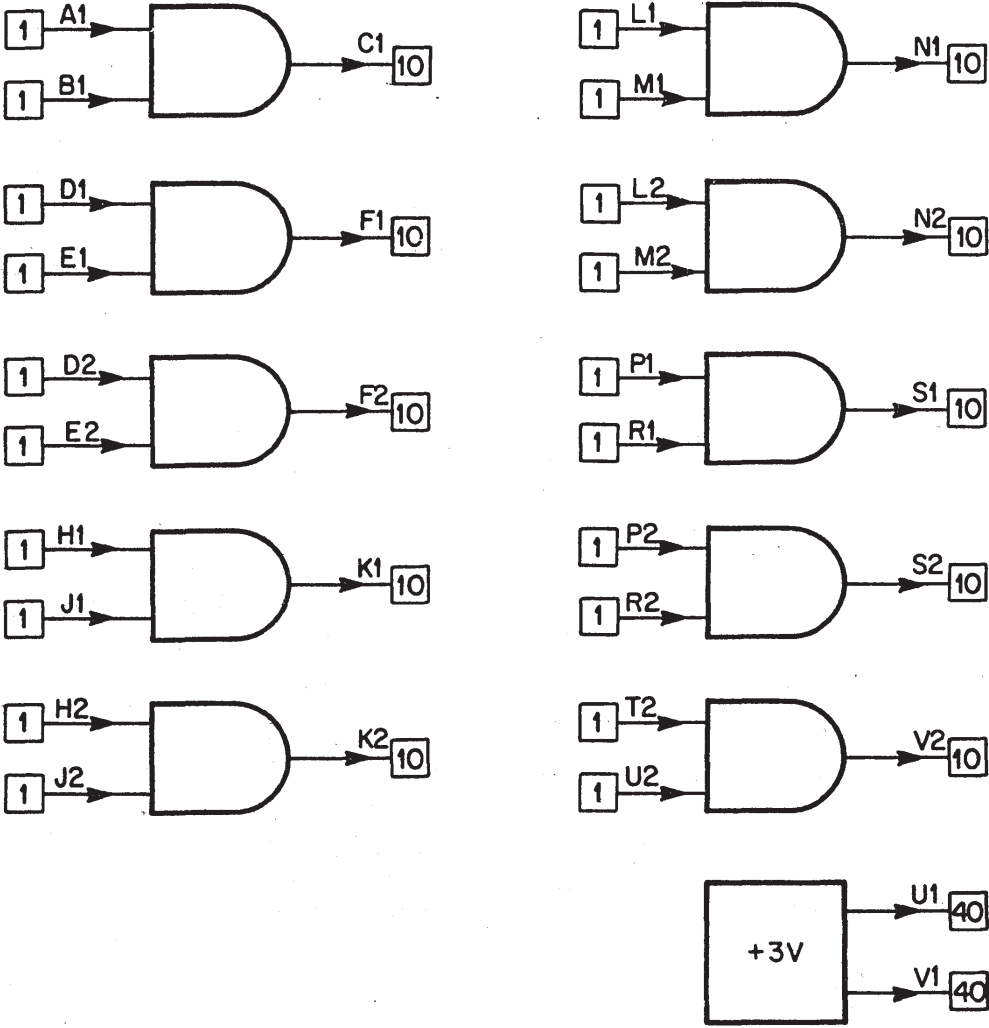 1 A1 C1 10
1 B1
1 D1 F1 10
1 E1
1 D2 F2 10
1 E2
1 H1 K1 10
1 J1
1 H2 K2 10
1 J2
1 L1 N1 10
1 M1
1 L2 N2 10
1 M2
1 P1 S1 10
1 R1
1 P2 S2 10
1 R2
1 T2 V2 10
1 U2
+3V
U1 40
V1 40